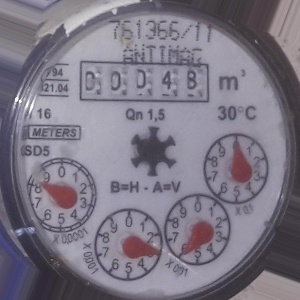 761366/11
ANTIMAG
94
821.04
00048 m³
16
Qn 1,5
30°C
METERS
SD5
B=H - A=V
X 0.1
X 0.01
X 0.001
X 0.0001